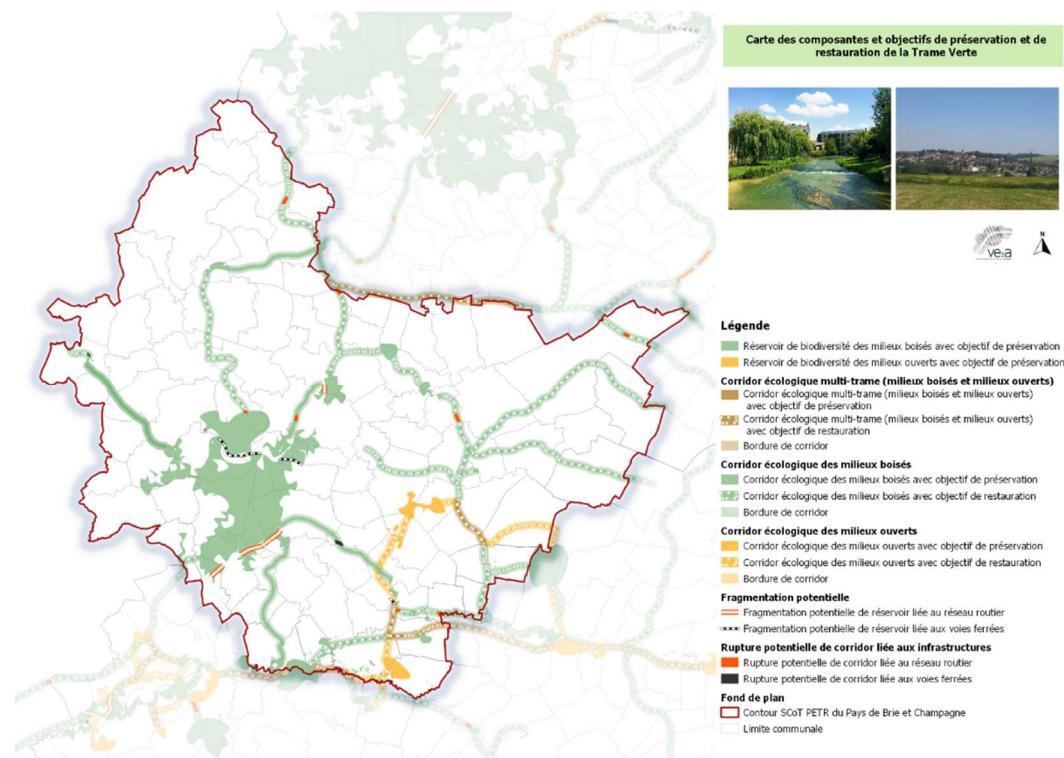 Carte des composantes et objectifs de préservation et de
restauration de la Trame Verte
ve.a
N
Légende
Réservoir de biodiversité des milieux boisés avec objectif de préservation
Réservoir de biodiversité des milieux ouverts avec objectif de préservation
Corridor écologique multi-trame (milieux boisés et milieux ouverts)
Corridor écologique multi-trame (milieux boisés et milieux ouverts)
avec objectif de préservation
Corridor écologique multi-trame (milieux boisés et milieux ouverts)
avec objectif de restauration
Bordure de corridor
Corridor écologique des milieux boisés
Corridor écologique des milieux boisés avec objectif de préservation
Corridor écologique des milieux boisés avec objectif de restauration
Bordure de corridor
Corridor écologique des milieux ouverts
Corridor écologique des milieux ouverts avec objectif de préservation
Corridor écologique des milieux ouverts avec objectif de restauration
Bordure de corridor
Fragmentation potentielle
Fragmentation potentielle de réservoir liée au réseau routier
Fragmentation potentielle de réservoir liée aux voies ferrées
Rupture potentielle de corridor liée aux infrastructures
Rupture potentielle de corridor liée au réseau routier
Rupture potentielle de corridor liée aux voies ferrées
Fond de plan
Contour SCoT PETR du Pays de Brie et Champagne
Limite communale